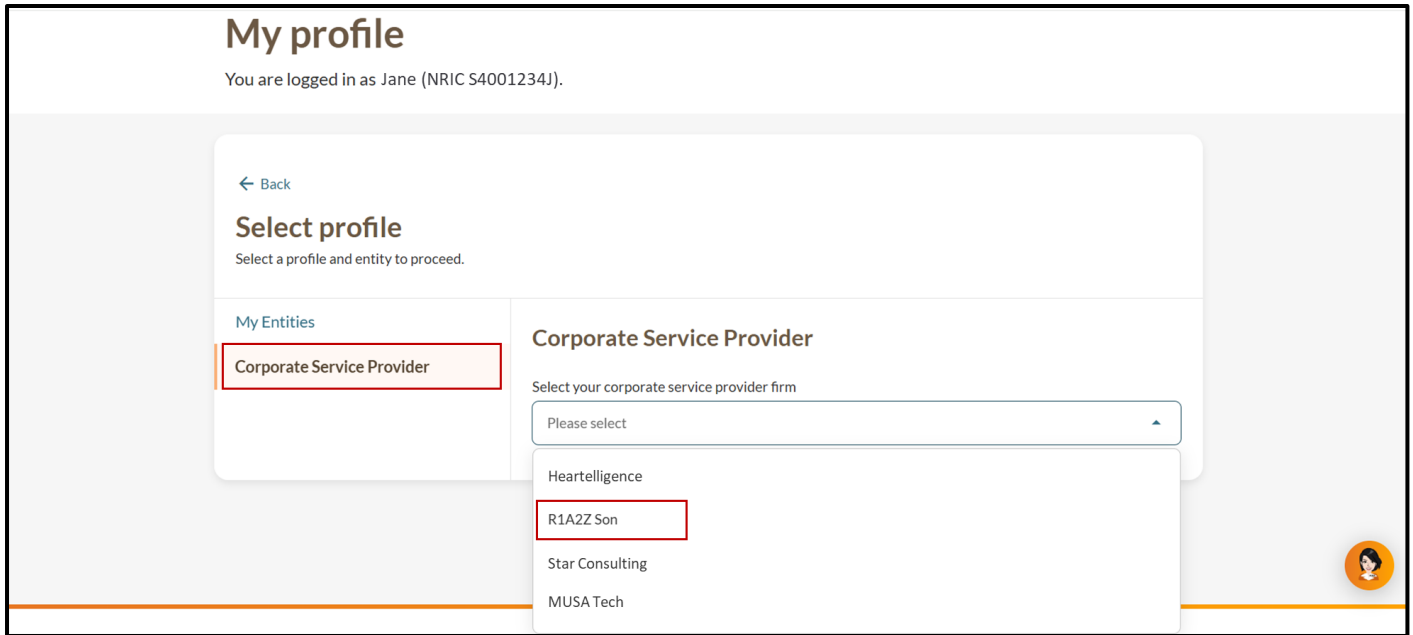 My profile
You are logged in as Jane (NRIC S4001234J).
Back
Select profile
Select a profile and entity to proceed.
My Entities
Corporate Service Provider
Corporate Service Provider
Select your corporate service provider firm
Please select
Heartelligence
R1A2Z Son
Star Consulting
MUSA Tech